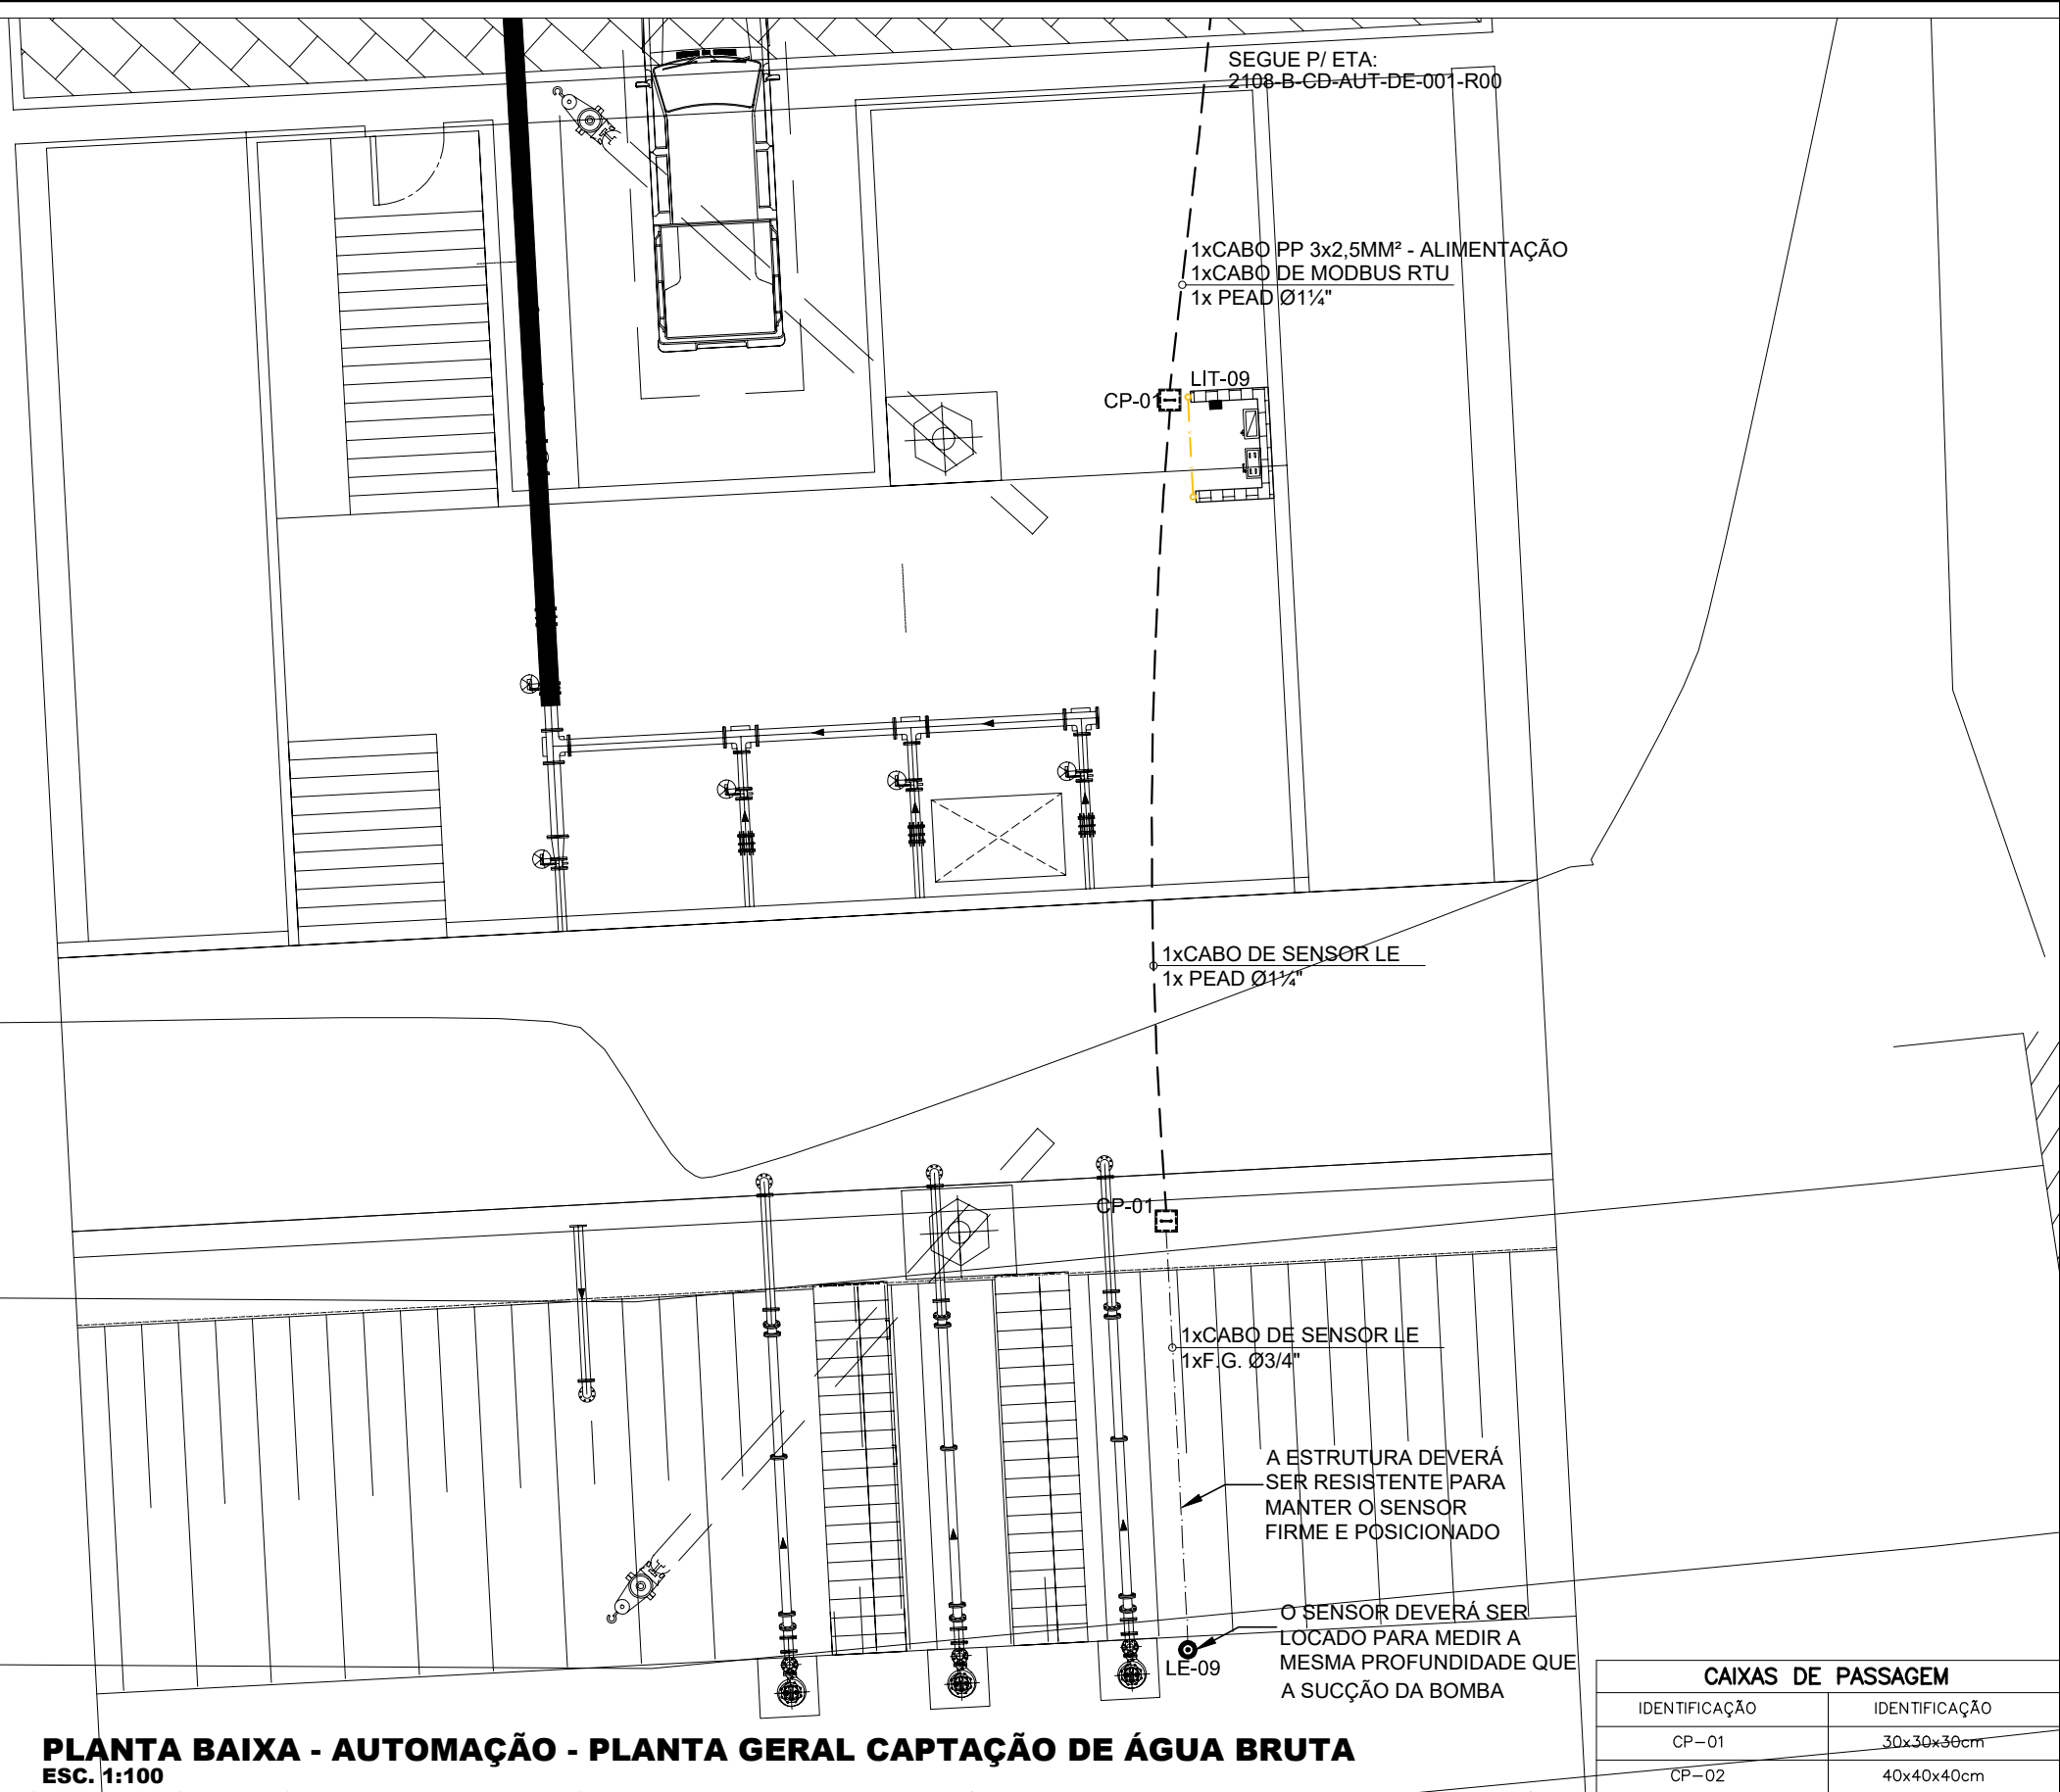 SEGUE P/ ETA:
2108-B-CD-AUT-DE-001-R00
1xCABO PP 3x2,5MM² - ALIMENTAÇÃO
1xCABO DE MODBUS RTU
1x PEAD Ø1¼"
LIT-09
CP-01
1xCABO DE SENSOR LE
1x PEAD Ø1¼"
CP-01
1xCABO DE SENSOR LE
1xF.G. Ø3/4"
A ESTRUTURA DEVERÁ
SER RESISTENTE PARA
MANTER O SENSOR
FIRME E POSICIONADO
O SENSOR DEVERÁ SER
LOCADO PARA MEDIR A
MESMA PROFUNDIDADE QUE
A SUCÇÃO DA BOMBA
LE-09
CAIXAS DE PASSAGEM
IDENTIFICAÇÃO IDENTIFICAÇÃO
CP-01 30x30x30cm
CP-02 40x40x40cm
PLANTA BAIXA - AUTOMAÇÃO - PLANTA GERAL CAPTAÇÃO DE ÁGUA BRUTA
ESC. 1:100